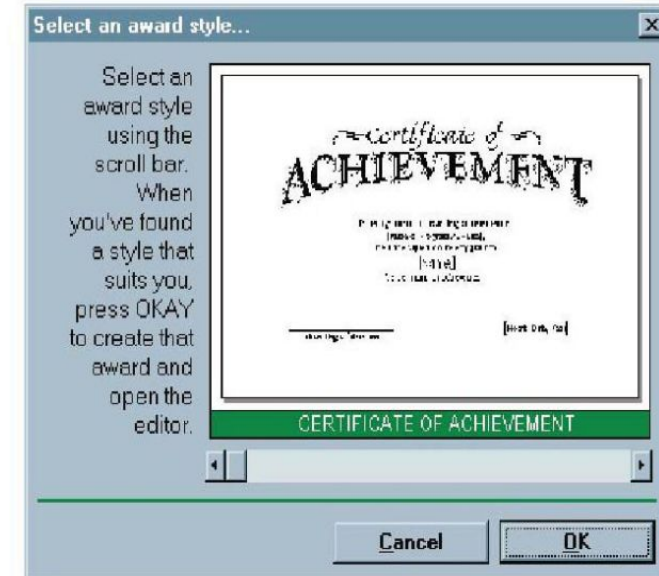 Select an award style...
Select an
award style
using the
scroll bar.
When
you've found
a style that
suits you,
press OKAY
to create that
award and
open the
editor.
Certificate of
ACHIEVEMENT
CERTIFICATE OF ACHIEVEMENT
Cancel
OK